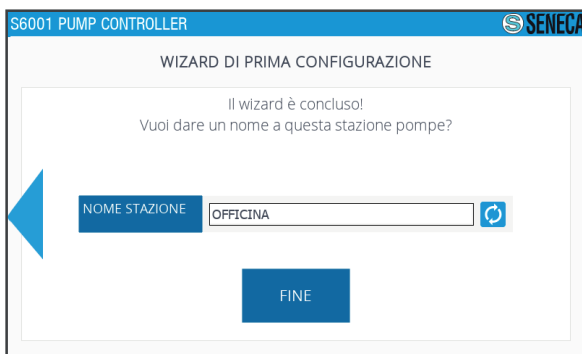 S6001 PUMP CONTROLLER
S SENECA
WIZARD DI PRIMA CONFIGURAZIONE
Il wizard è concluso!
Vuoi dare un nome a questa stazione pompe?
NOME STAZIONE
OFFICINA
FINE